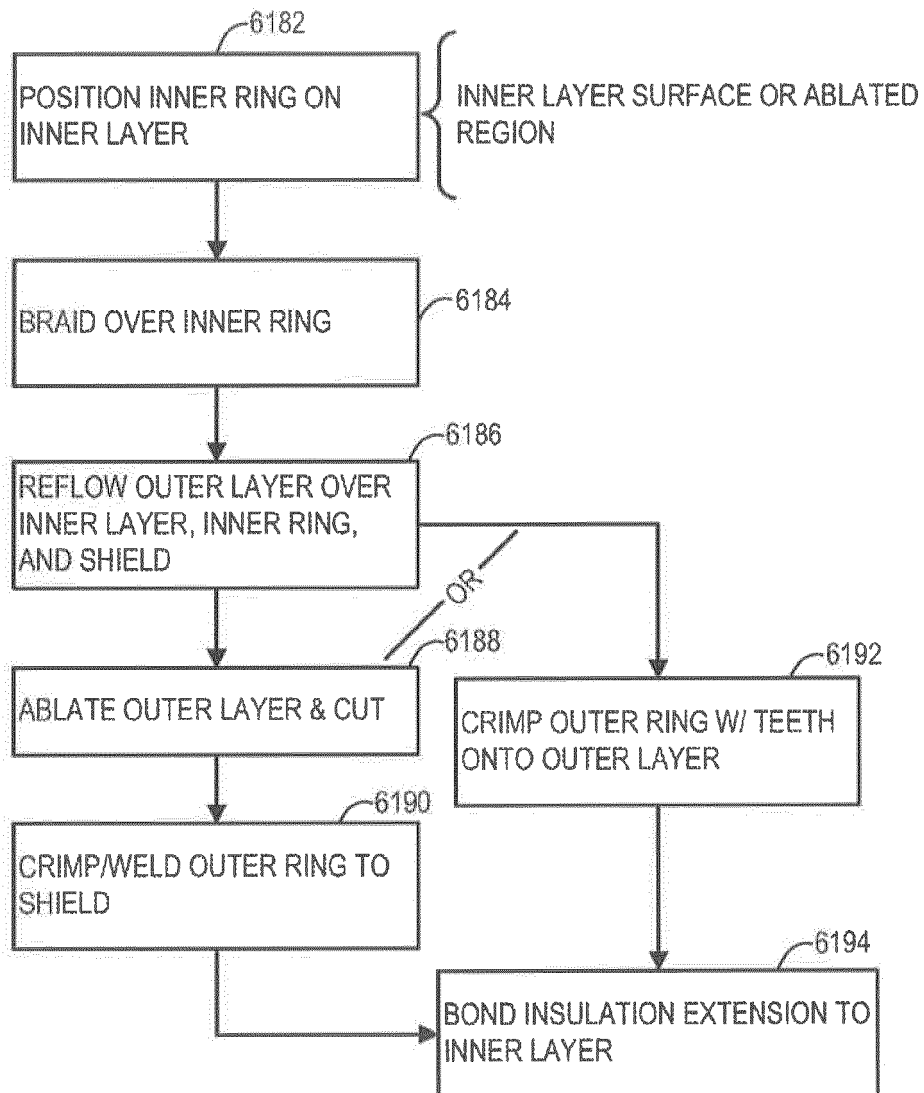 6182
POSITION INNER RING ON
INNER LAYER
INNER LAYER SURFACE OR ABLATED
REGION
6184
BRAID OVER INNER RING
6186
REFLOW OUTER LAYER OVER
INNER LAYER, INNER RING,
AND SHIELD
OR
6188
ABLATE OUTER LAYER & CUT
6192
CRIMP OUTER RING W/ TEETH
ONTO OUTER LAYER
6190
CRIMP/WELD OUTER RING TO
SHIELD
6194
BOND INSULATION EXTENSION TO
INNER LAYER